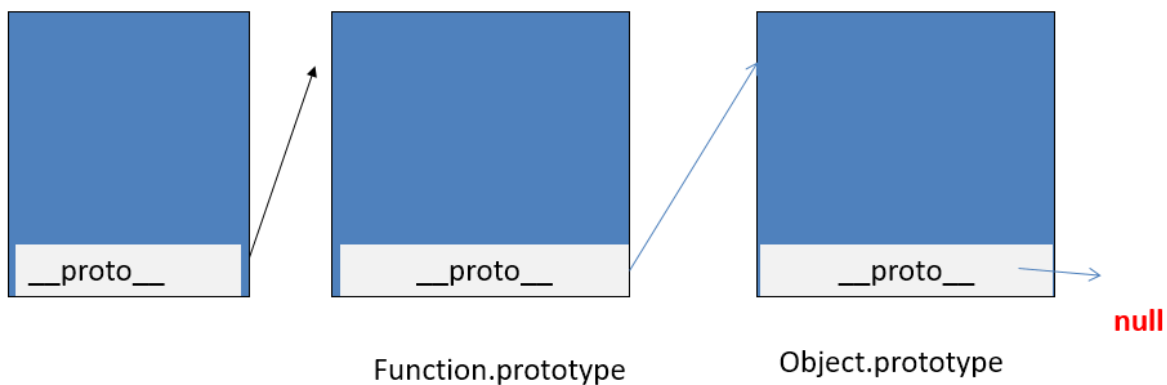 __proto__
__proto__
__proto__
null
Function.prototype
Object.prototype